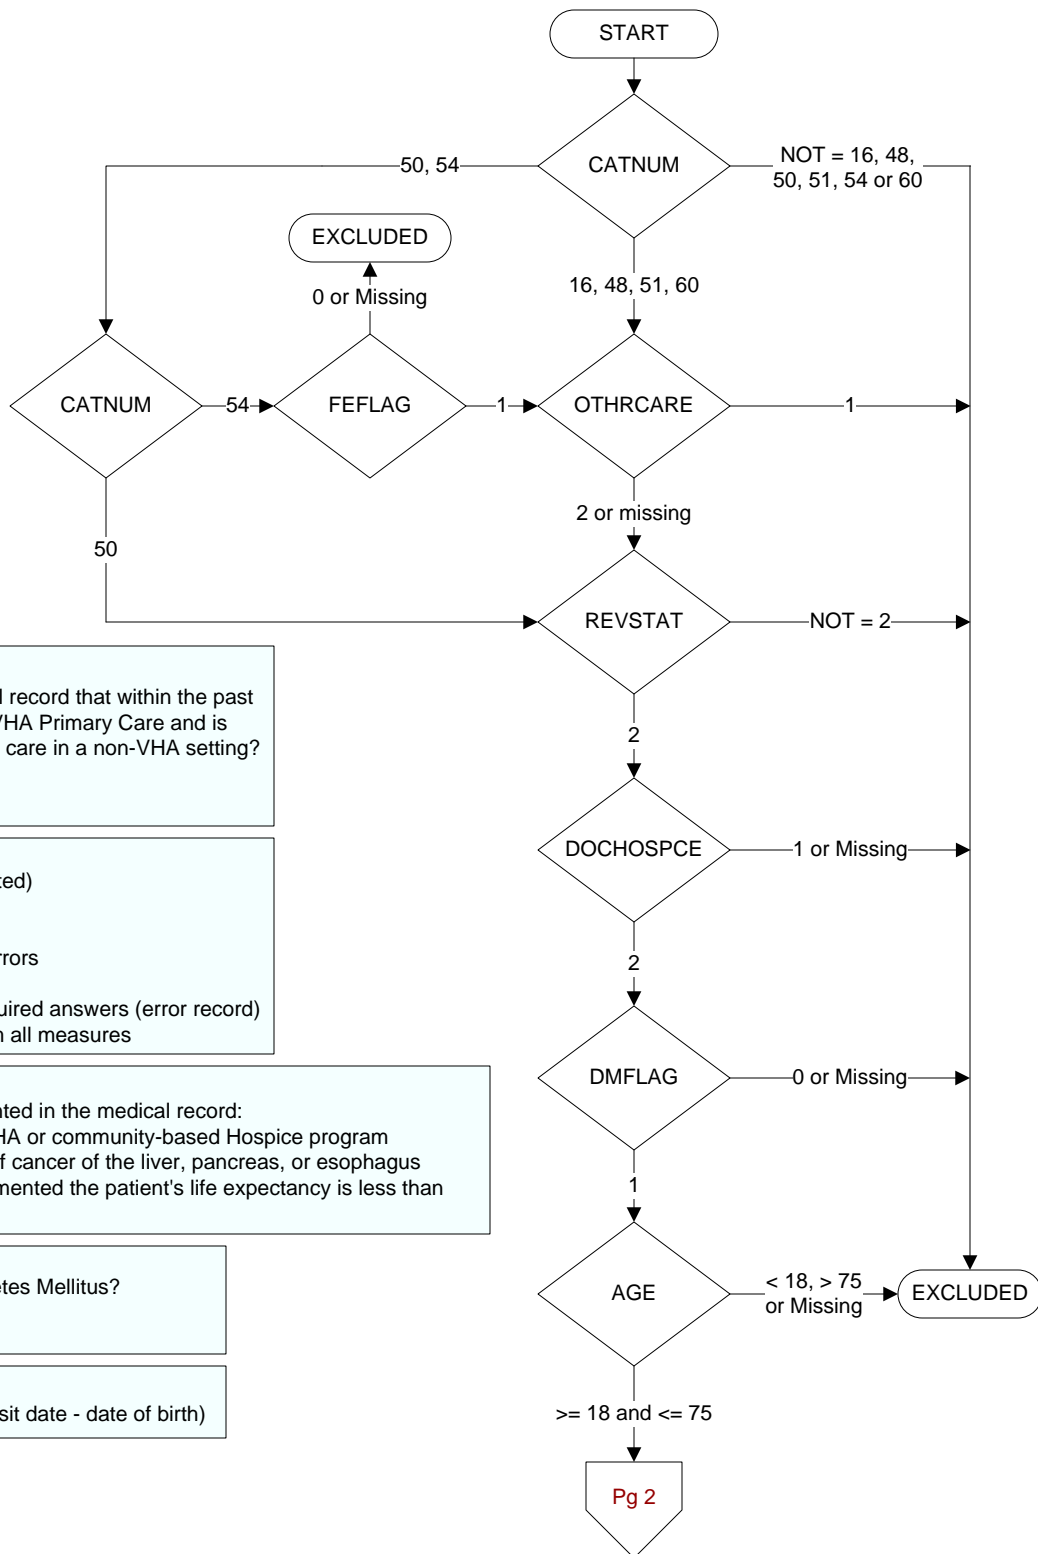 START
CATNUM
50, 54
NOT = 16, 48,
50, 51, 54 or 60
EXCLUDED
0 or Missing
16, 48, 51, 60
CATNUM
54
FEFLAG
1
OTHRCARE
1
2 or missing
50
REVSTAT
NOT = 2
record that within the past
VHA Primary Care and is
care in a non-VHA setting?
2
DOCHOSPCE
1 or Missing
2
uired answers (error record)
all measures
DMFLAG
0 or Missing
nted in the medical record:
HA or community-based Hospice program
of cancer of the liver, pancreas, or esophagus
mented the patient's life expectancy is less than
1
etes Mellitus?
AGE
< 18, > 75
or Missing
EXCLUDED
sit date - date of birth)
>= 18 and <= 75
Pg 2